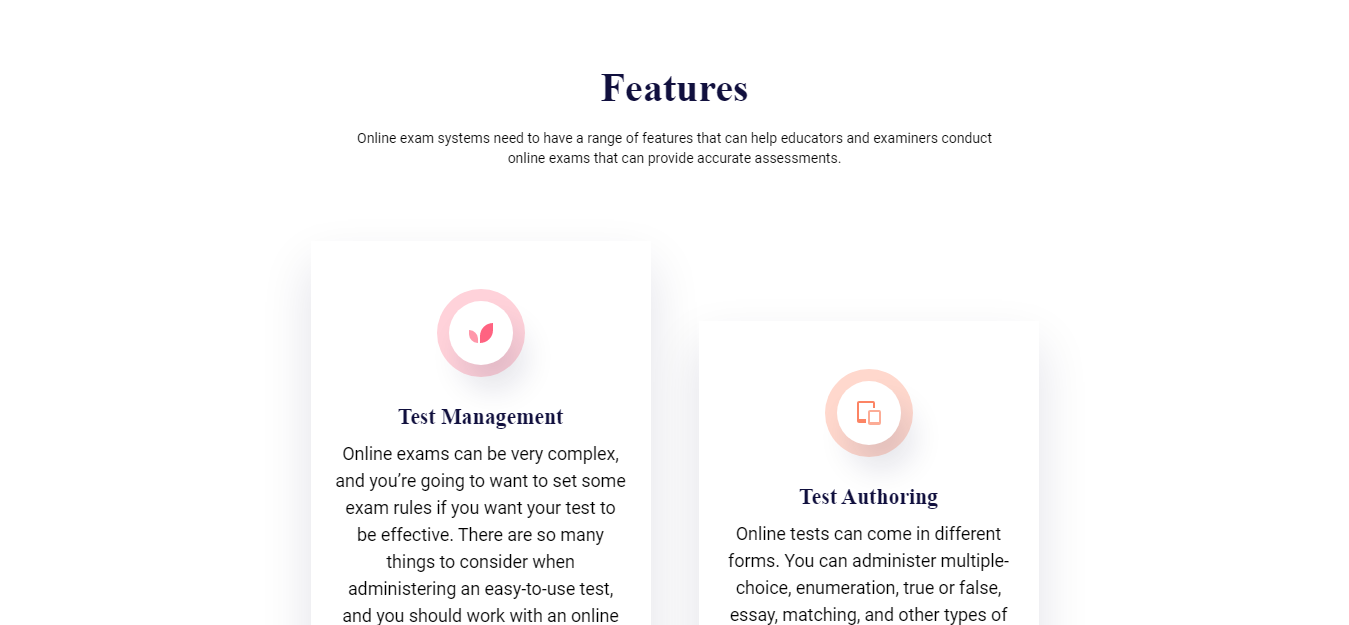 Features
Online exam systems need to have a range of features that can help educators and examiners conduct
online exams that can provide accurate assessments.
Test Management
Online exams can be very complex,
and you’re going to want to set some
exam rules if you want your test to
be effective. There are so many
things to consider when
administering an easy-to-use test,
and you should work with an online
Test Authoring
Online tests can come in different
forms. You can administer multiple-
choice, enumeration, true or false,
essay, matching, and other types of